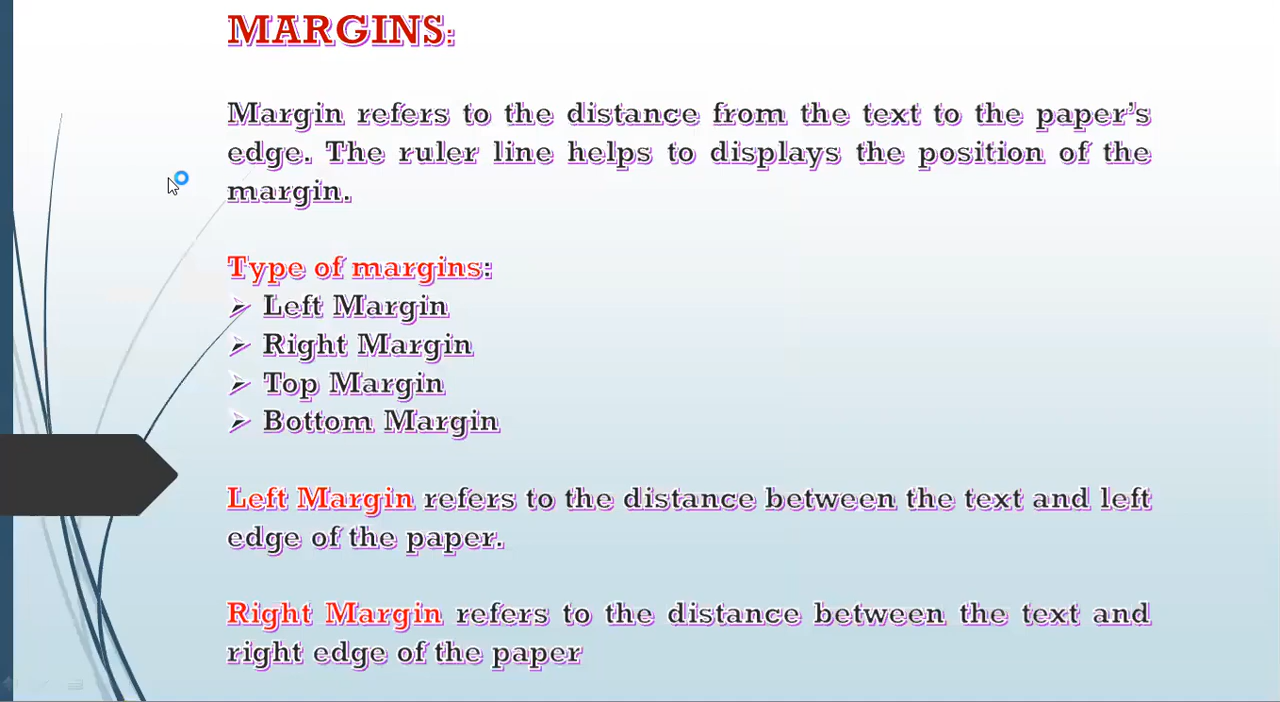 MARGINS:
Margin refers to the distance from the text to the paper’s
edge. The ruler line helps to displays the position of the
margin.
Type of margins:
➢ Left Margin
➢ Right Margin
➢ Top Margin
➢ Bottom Margin
Left Margin refers to the distance between the text and left
edge of the paper.
Right Margin refers to the distance between the text and
right edge of the paper